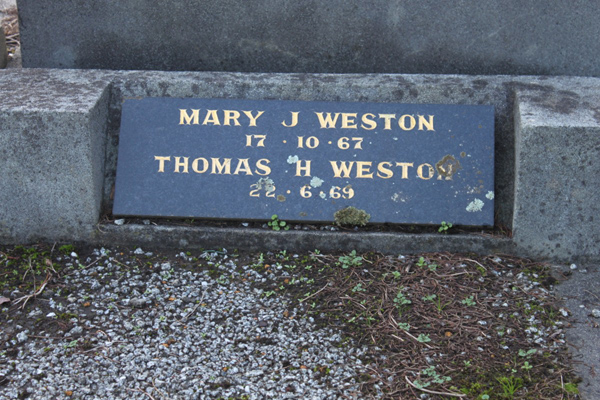 MARY J WESTON
17 · 10 · 67
THOMAS H WESTON
22 · 6 · 69